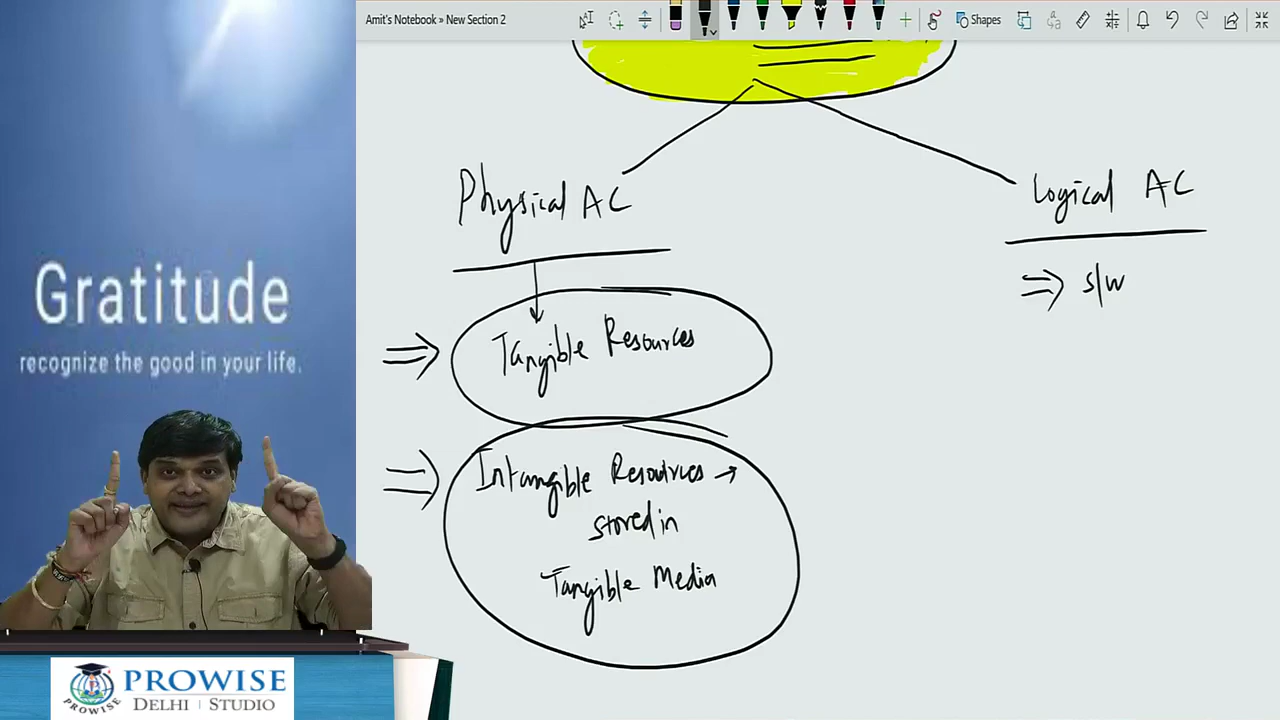 Amit's Notebook » New Section 2
Shapes
Gratitude
recognize the good in your life.
Physical AC
Logical AC
⇒ s/w
⇒ Tangible Resources
⇒ Intangible Resources →
stored in
Tangible Media
PROWISE
PROWISE
DELHI | STUDIO